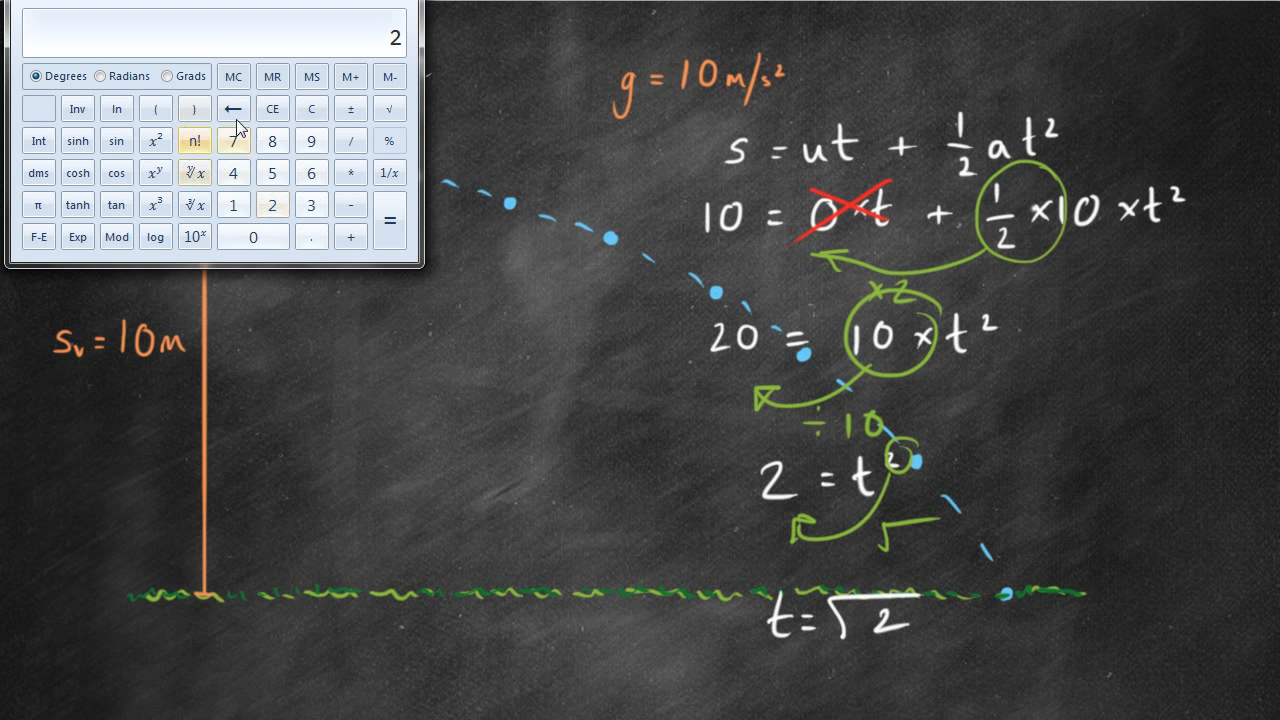 2
Degrees Radians Grads MC MR MS M+ M-
Inv ln ( ) ← CE C ± √
Int sinh sin x² n! 7 8 9 / %
dms cosh cos xʸ ʸ√x 4 5 6 * 1/x
π tanh tan x³ ³√x 1 2 3 - =
F-E Exp Mod log 10ˣ 0 . +
g = 10 m/s²
s = ut + 1/2 at²
10 = 0 × t + 1/2 × 10 × t²
× 2
Sᵥ = 10m
20 = 10 × t²
÷ 10
2 = t²
√
t = √2